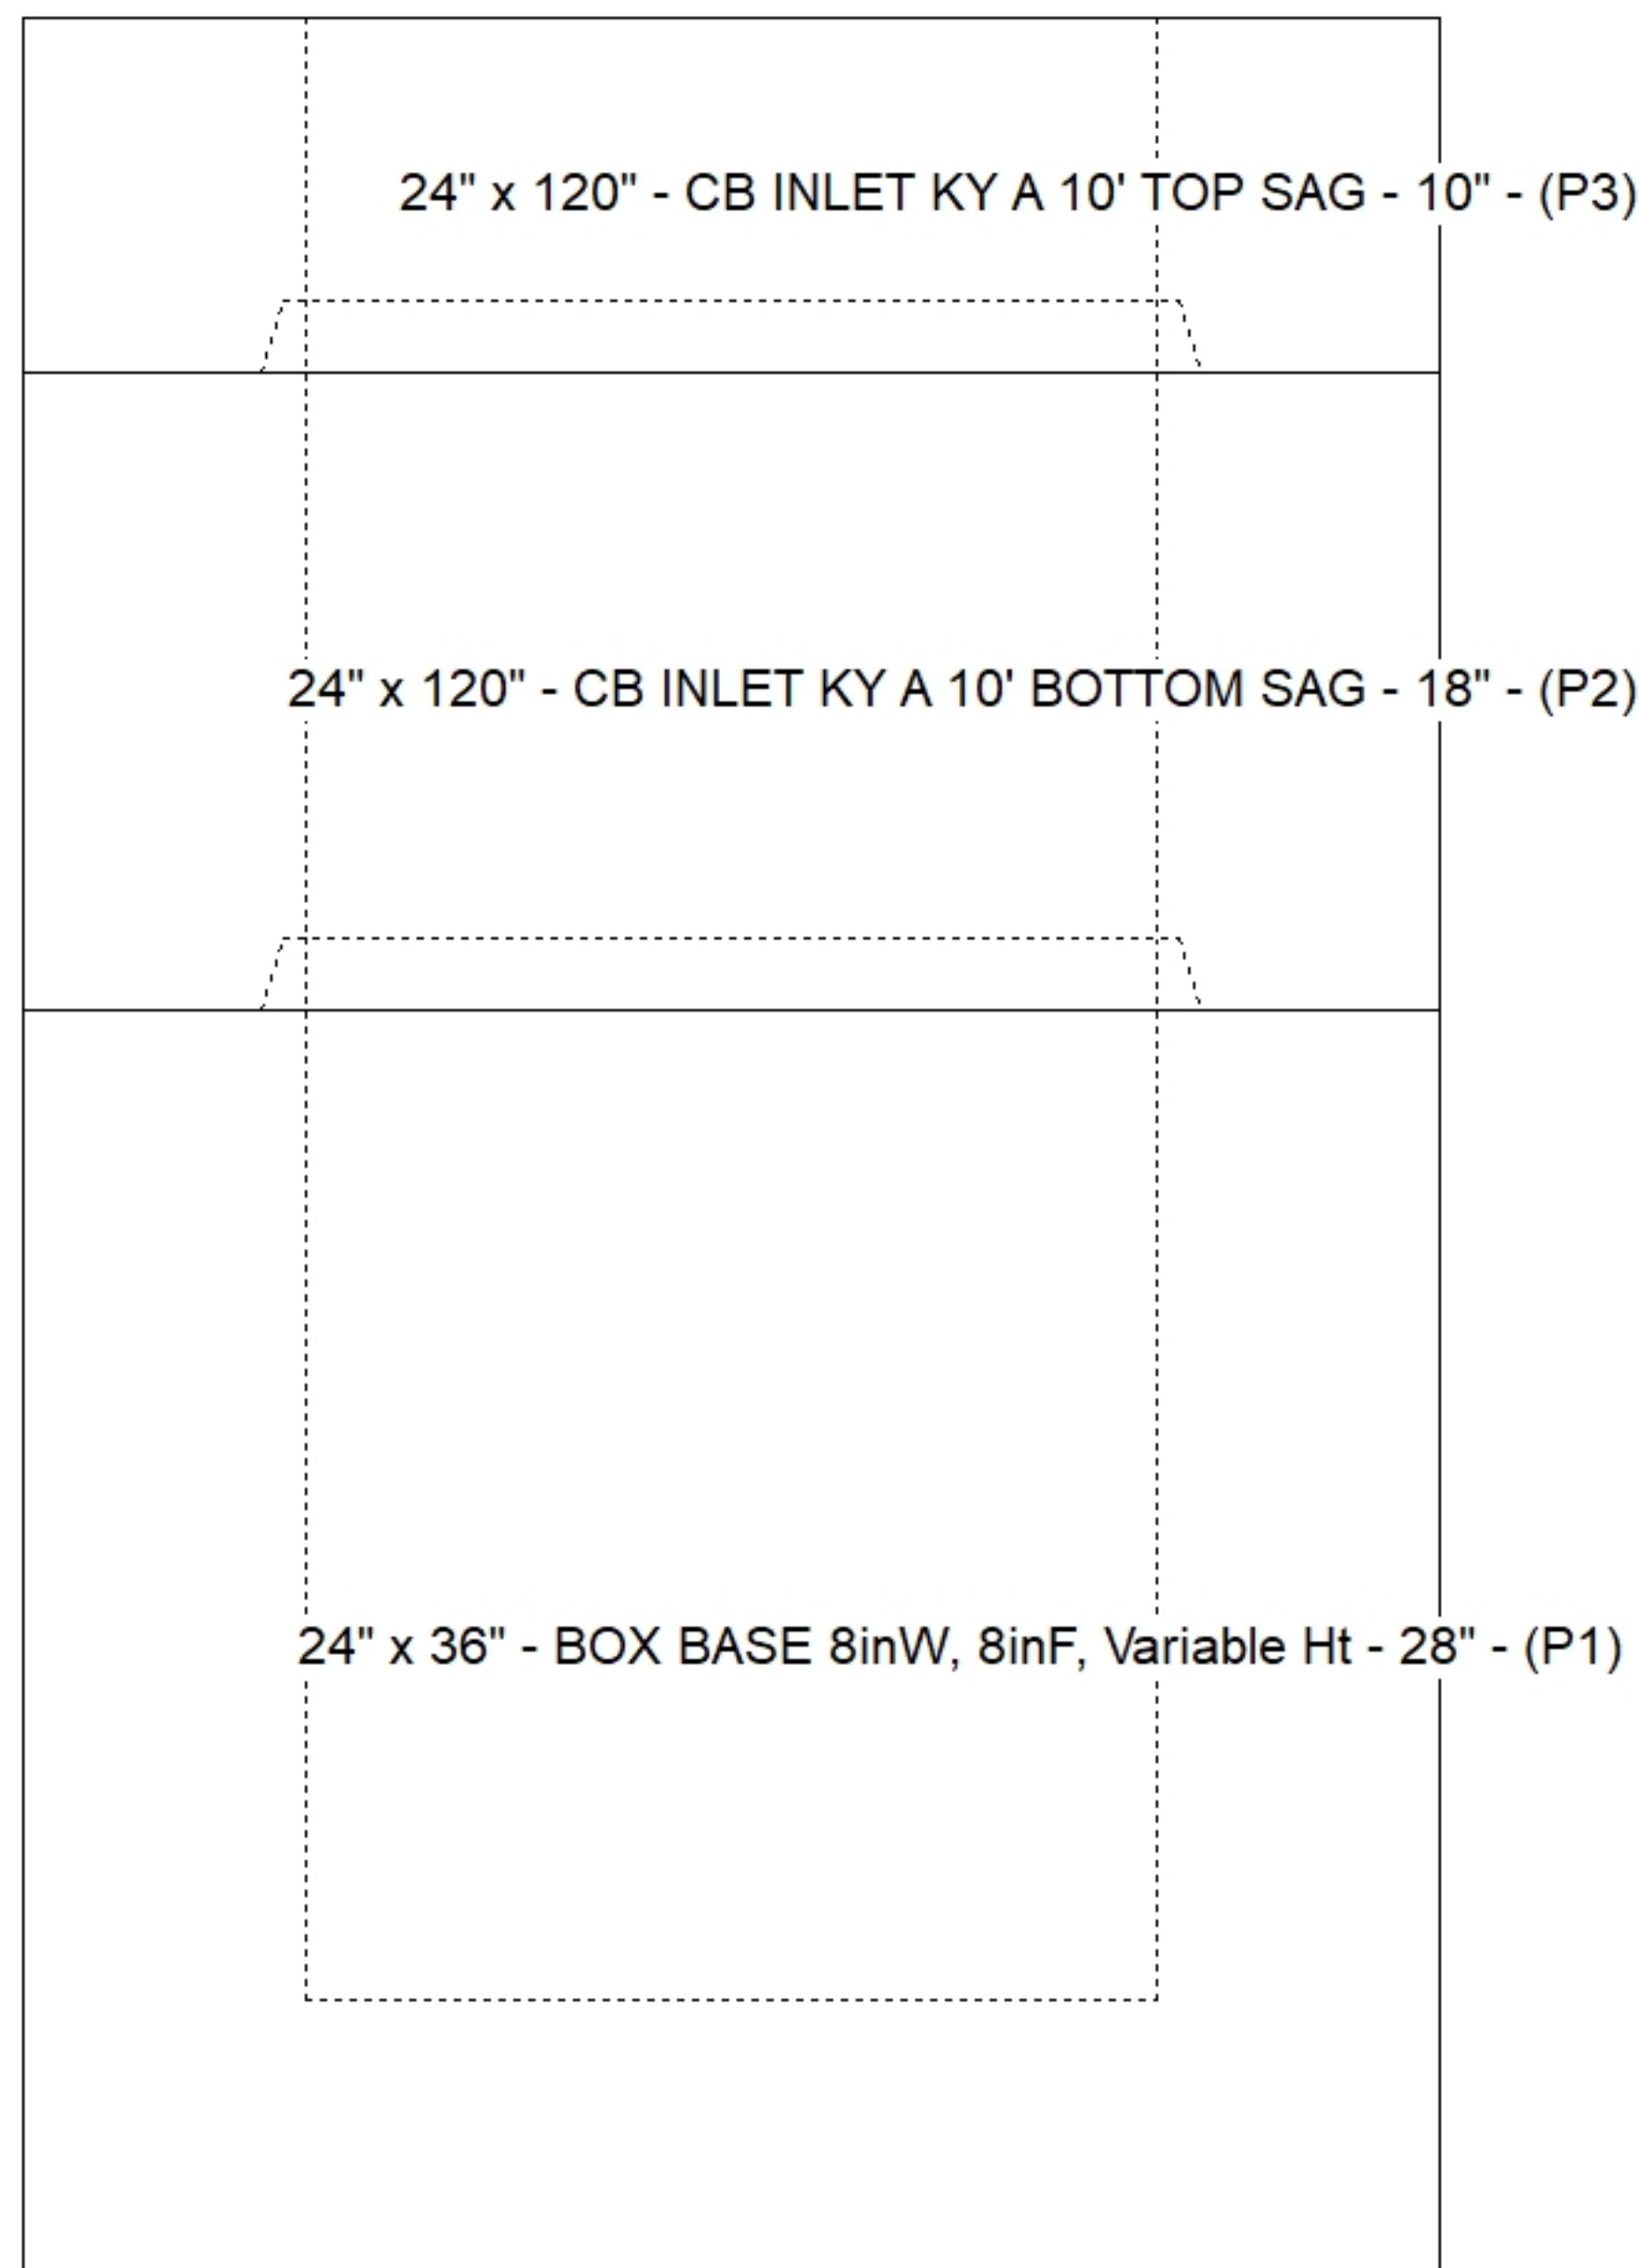 24" x 120" - CB INLET KY A 10' TOP SAG - 10" - (P3)
24" x 120" - CB INLET KY A 10' BOTTOM SAG - 18" - (P2)
24" x 36" - BOX BASE 8inW, 8inF, Variable Ht - 28" - (P1)